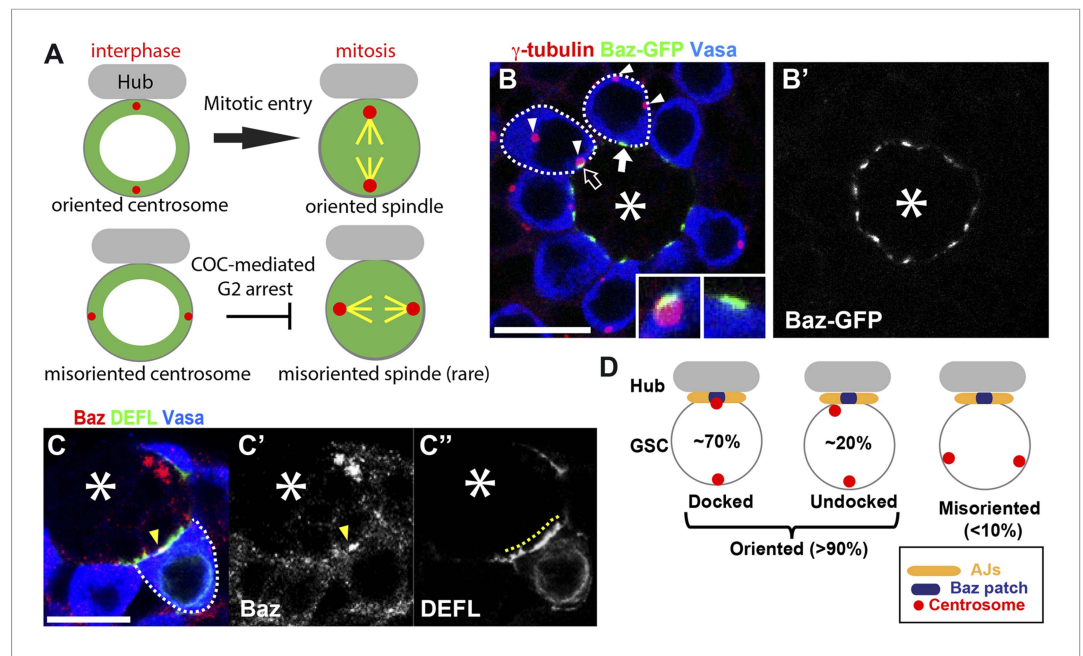 A
interphase
mitosis
Hub
Mitotic entry
oriented centrosome
oriented spindle
COC-mediated
G2 arrest
misoriented centrosome
misoriented spinde (rare)
γ-tubulin Baz-GFP Vasa
B
*
B’
*
Baz-GFP
Baz DEFL Vasa
C
*
C’
*
Baz
C”
*
DEFL
D
Hub
GSC
~70%
~20%
Docked
Undocked
Misoriented
(<10%)
Oriented (>90%)
AJs
Baz patch
Centrosome